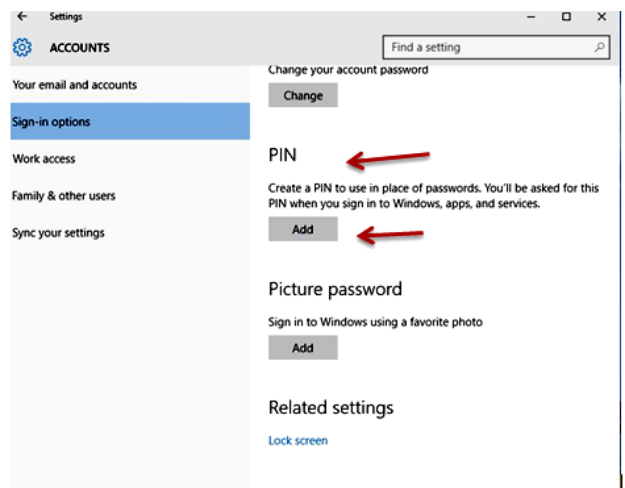 Settings
ACCOUNTS
Find a setting
Your email and accounts
Sign-in options
Work access
Family & other users
Sync your settings
Change your account password
Change
PIN
Create a PIN to use in place of passwords. You'll be asked for this
PIN when you sign in to Windows, apps, and services.
Add
Picture password
Sign in to Windows using a favorite photo
Add
Related settings
Lock screen